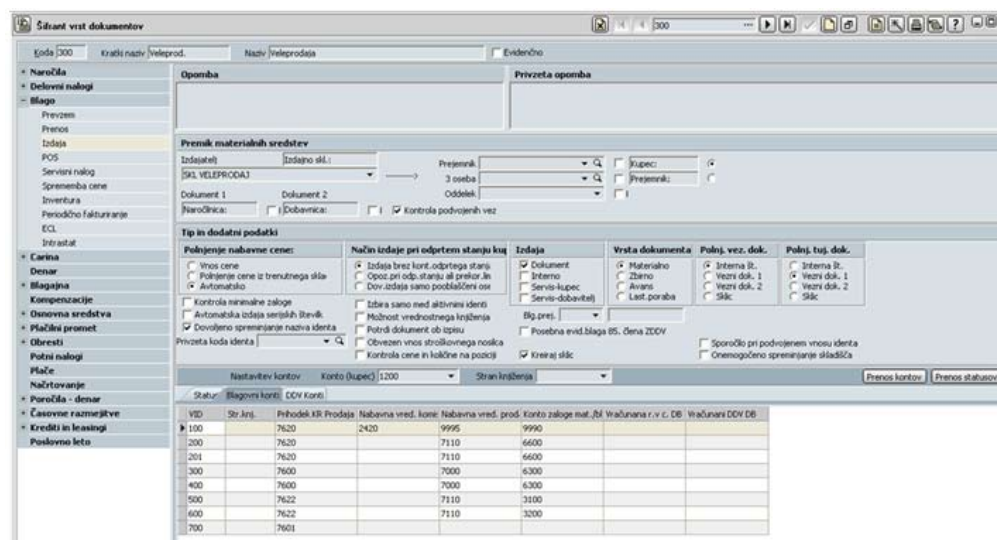 Šifrant vrst dokumentov
300
Koda 300 Kratki naziv Veleprod. Naziv Veleprodaja Evidenčno
Naročila
Delovni nalogi
Blago
Prevzem
Prenos
Izdaja
POS
Servisni nalog
Sprememba cene
Inventura
Periodično fakturiranje
ECL
Intrastat
Carina
Denar
Blagajna
Kompenzacije
Osnovna sredstva
Plačilni promet
Obresti
Potni nalogi
Plače
Načrtovanje
Poročila - denar
Časovne razmejitve
Krediti in leasingi
Poslovno leto
Opomba Privzeta opomba
Premik materialnih sredstev
Izdajatelj Izdajno skl.:
SKL VELEPRODAJ
Prejemnik Kupec:
3 oseba Prejemnik:
Oddelek
Dokument 1 Dokument 2
Naročilnica: Dobavnica: Kontrola podvojenih vez
Tip in dodatni podatki
Polnjenje nabavne cene:
Vnos cene
Polnjenje cene iz trenutnega skla
Avtomatsko
Kontrola minimalne zaloge
Avtomatska izdaja serijskih številk
Dovoljeno spreminjanje naziva identa
Privzeta koda identa
Način izdaje pri odprtem stanju kup
Izdaja brez kont.odprtega stanj.
Opoz.pri odp.stanju ali prekor.lim
Dov.izdaja samo pooblaščeni ose
Izbira samo med aktivnimi identi
Možnost vrednostnega knjiženja
Potrdi dokument ob izpisu
Obvezen vnos stroškovnega nosilca
Kontrola cene in količine na poziciji
Izdaja
Dokument
Interno
Servis-kupec
Servis-dobavitelj
Blg.prej.
Posebna evid.blaga 85. člena ZDDV
Kreiraj sklic
Vrsta dokumenta
Materialno
Zbirno
Avans
Last.poraba
Polnj. vez. dok.
Interna št.
Vezni dok. 1
Vezni dok. 2
Sklic
Polnj. tuj. dok.
Interna št.
Vezni dok. 1
Vezni dok. 2
Sklic
Sporočilo pri podvojenem vnosu identa
Onemogočeno spreminjanje skladišča
Nastavitev kontov Konto (kupec) 1200 Stran knjiženja Prenos kontov Prenos statusov
Blagovni konti DDV Konti
VID Str.knj. Prihodek KR Prodaja Nabavna vred. komi Nabavna vred. prod. Konto zaloge mat./bl Vračunana r.v c. DB Vračunani DDV DB
100 7620 2420 9995 9990
200 7620 7110 6600
201 7620 7110 6600
300 7600 7000 6300
400 7600 7000 6300
500 7622 7110 3100
600 7622 7110 3200
700 7601